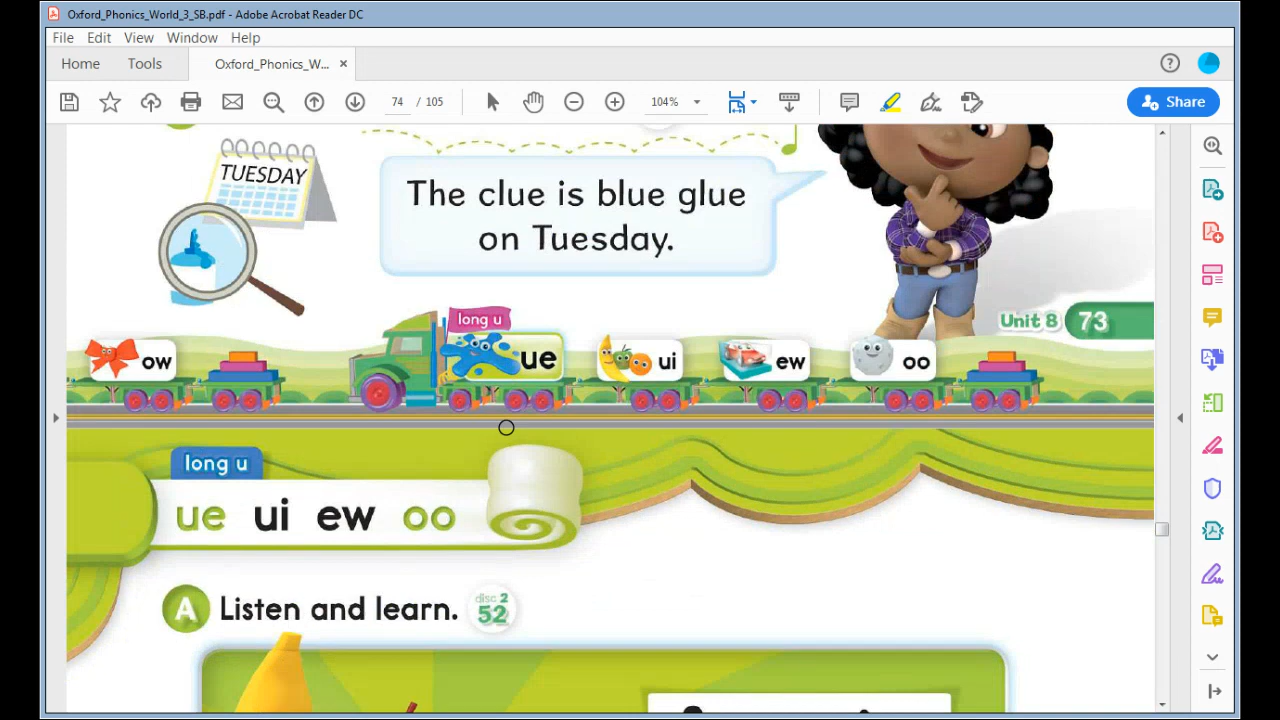 Oxford_Phonics_World_3_SB.pdf - Adobe Acrobat Reader DC
File Edit View Window Help
Home Tools Oxford_Phonics_W... ×
74 / 105 104% Share
TUESDAY
The clue is blue glue
on Tuesday.
Unit 8 73
long u
ow ue ui ew oo
long u
ue ui ew oo
A Listen and learn. disc 2 52